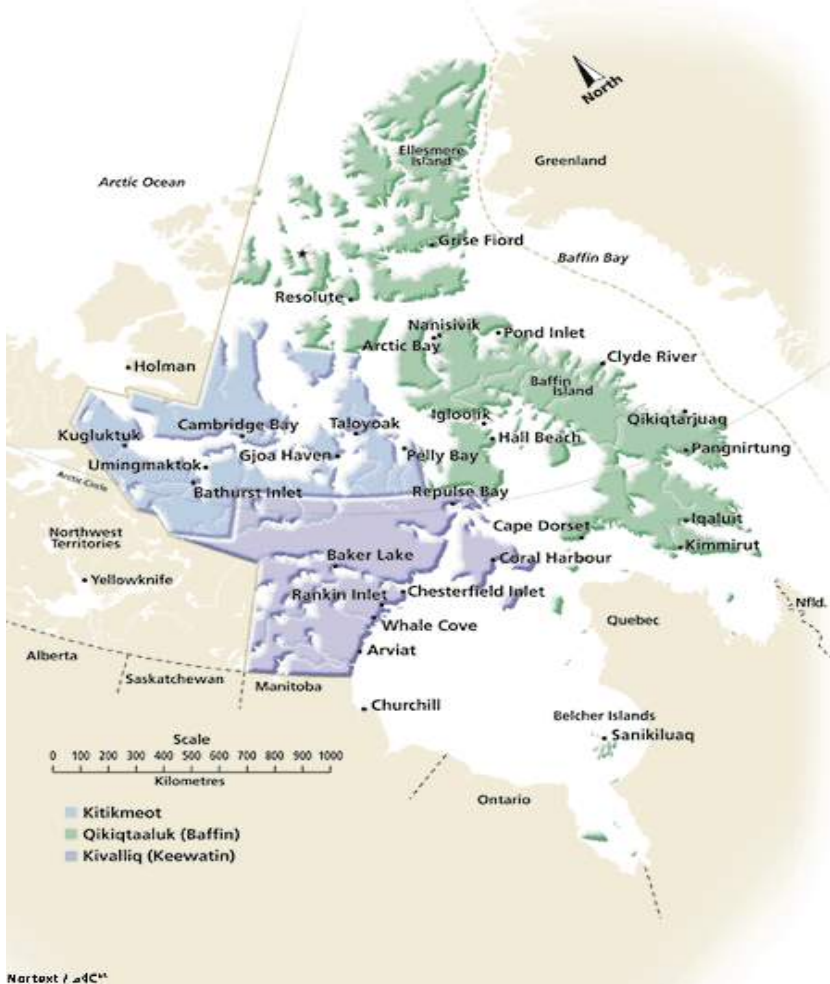 North
Ellesmere
Island
Greenland
Arctic Ocean
Grise Fiord
Baffin Bay
Resolute
Nanisivik
Pond Inlet
Arctic Bay
Clyde River
Holman
Baffin
Island
Igloolik
Qikiqtarjuaq
Cambridge Bay
Taloyoak
Kugluktuk
Hall Beach
Pangnirtung
Umingmaktok
Gjoa Haven
Pelly Bay
Arctic Circle
Bathurst Inlet
Repulse Bay
Northwest
Territories
Cape Dorset
Iqaluit
Kimmirut
Baker Lake
Coral Harbour
Yellowknife
Rankin Inlet
Chesterfield Inlet
Nfld.
Whale Cove
Quebec
Arviat
Alberta
Saskatchewan
Manitoba
Churchill
Belcher Islands
Sanikiluaq
Scale
0 100 200 300 400 500 600 700 800 900 1000
Kilometres
Ontario
Kitikmeot
Qikiqtaaluk (Baffin)
Kivalliq (Keewatin)
Nortext /